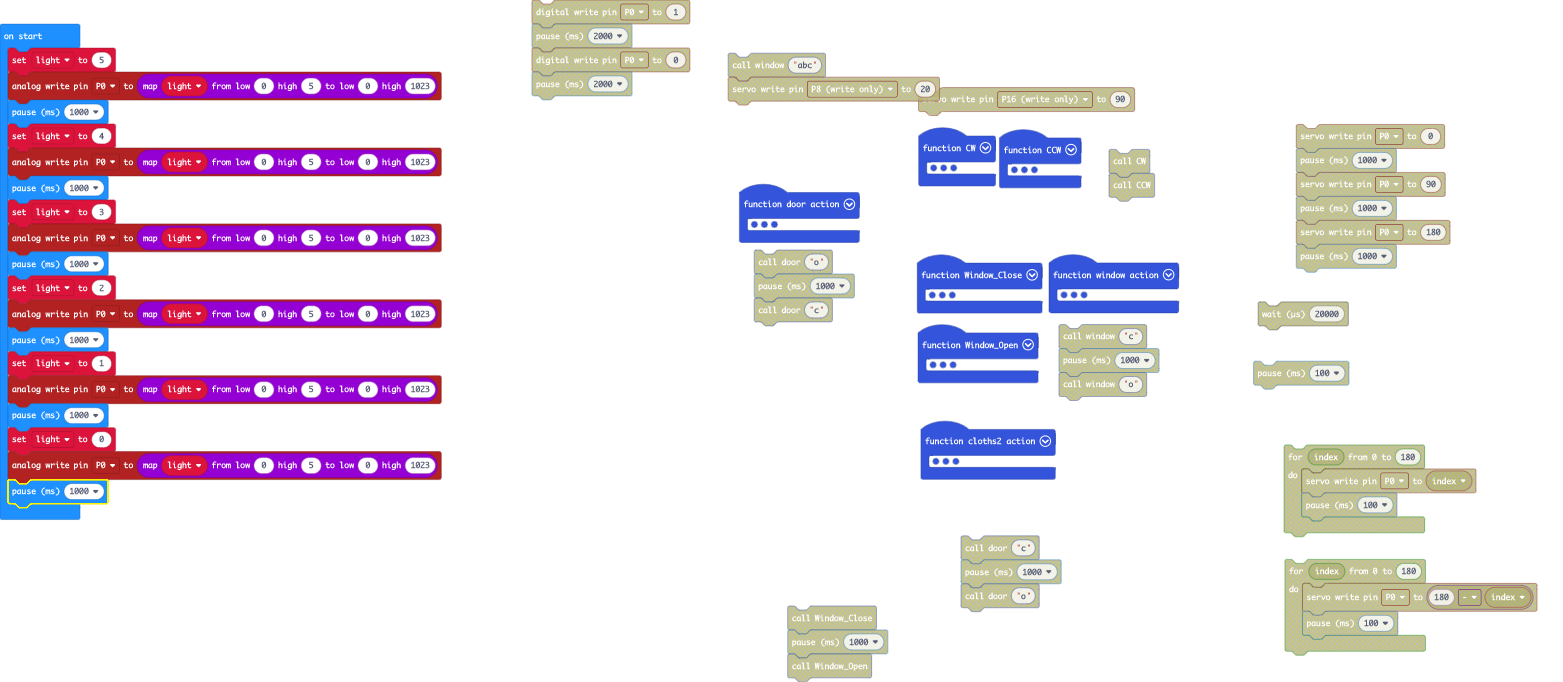 on start
set light to 5
analog write pin P0 to map light from low 0 high 5 to low 0 high 1023
pause (ms) 1000
set light to 4
analog write pin P0 to map light from low 0 high 5 to low 0 high 1023
pause (ms) 1000
set light to 3
analog write pin P0 to map light from low 0 high 5 to low 0 high 1023
pause (ms) 1000
set light to 2
analog write pin P0 to map light from low 0 high 5 to low 0 high 1023
pause (ms) 1000
set light to 1
analog write pin P0 to map light from low 0 high 5 to low 0 high 1023
pause (ms) 1000
set light to 0
analog write pin P0 to map light from low 0 high 5 to low 0 high 1023
pause (ms) 1000
digital write pin P0 to 1
pause (ms) 2000
digital write pin P0 to 0
pause (ms) 2000
call window "abc"
servo write pin P8 (write only) to 20
write pin P16 (write only) to 90
function CW
function CCW
call CW
call CCW
function door action
call door "o"
pause (ms) 1000
call door "c"
function Window_Close
function window action
function Window_Open
call window "c"
pause (ms) 1000
call window "o"
function cloths2 action
call door "c"
pause (ms) 1000
call door "o"
call Window_Close
pause (ms) 1000
call Window_Open
servo write pin P0 to 0
pause (ms) 1000
servo write pin P0 to 90
pause (ms) 1000
servo write pin P0 to 180
pause (ms) 1000
wait (µs) 20000
pause (ms) 100
for index from 0 to 180
do
servo write pin P0 to index
pause (ms) 100
for index from 0 to 180
do
servo write pin P0 to 180 - index
pause (ms) 100